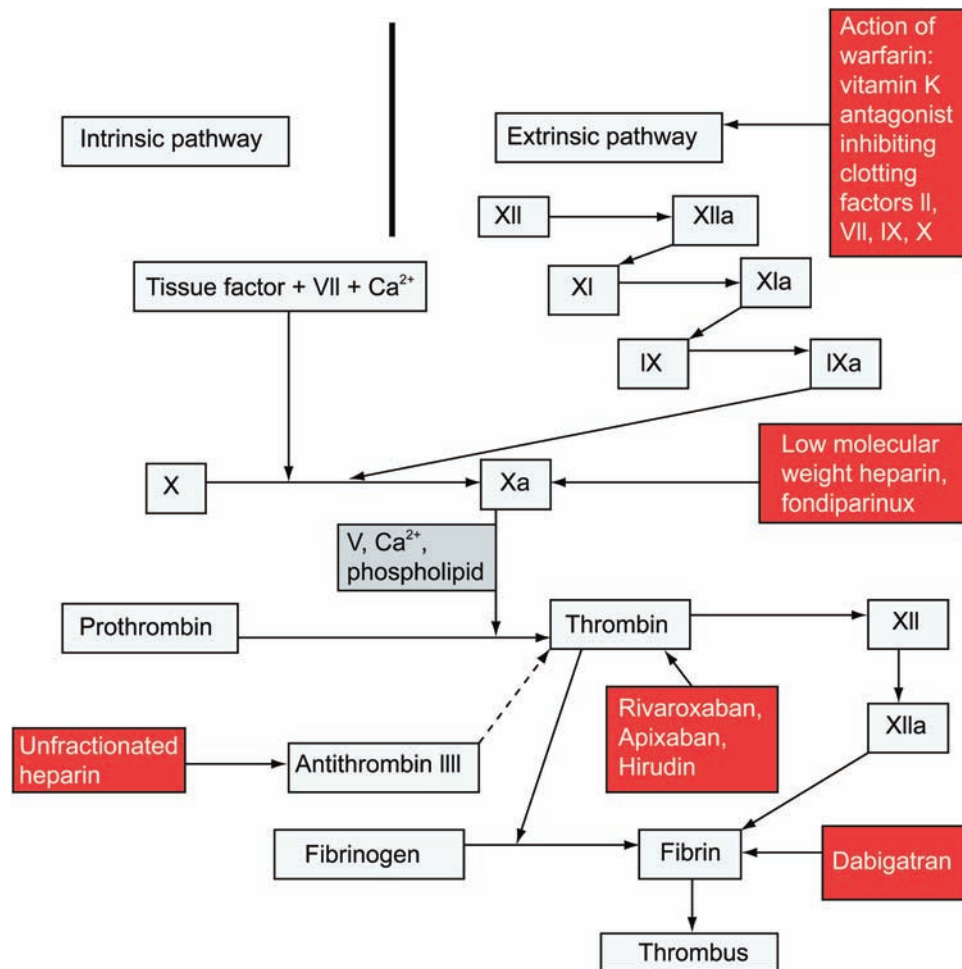 Action of
warfarin:
vitamin K
antagonist
inhibiting
clotting
factors II,
VII, IX, X
Intrinsic pathway
Extrinsic pathway
XII
XIIa
Tissue factor + VII + Ca²⁺
XI
XIa
IX
IXa
X
Xa
Low molecular
weight heparin,
fondiparinux
V, Ca²⁺,
phospholipid
Prothrombin
Thrombin
XII
Rivaroxaban,
Apixaban,
Hirudin
XIIa
Unfractionated
heparin
Antithrombin IIII
Fibrinogen
Fibrin
Dabigatran
Thrombus